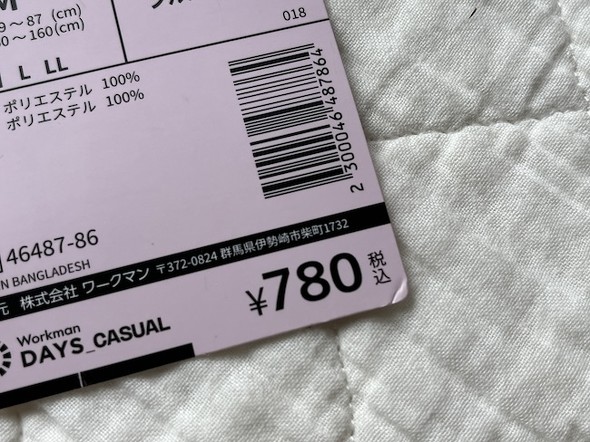 M
9～87 (cm)
0～160(cm)
018
L LL
ポリエステル 100%
ポリエステル 100%
2 300046 487864
46487-86
N BANGLADESH
元 株式会社 ワークマン 〒372-0824 群馬県伊勢崎市柴町1732
¥780 税込
Workman
DAYS_CASUAL